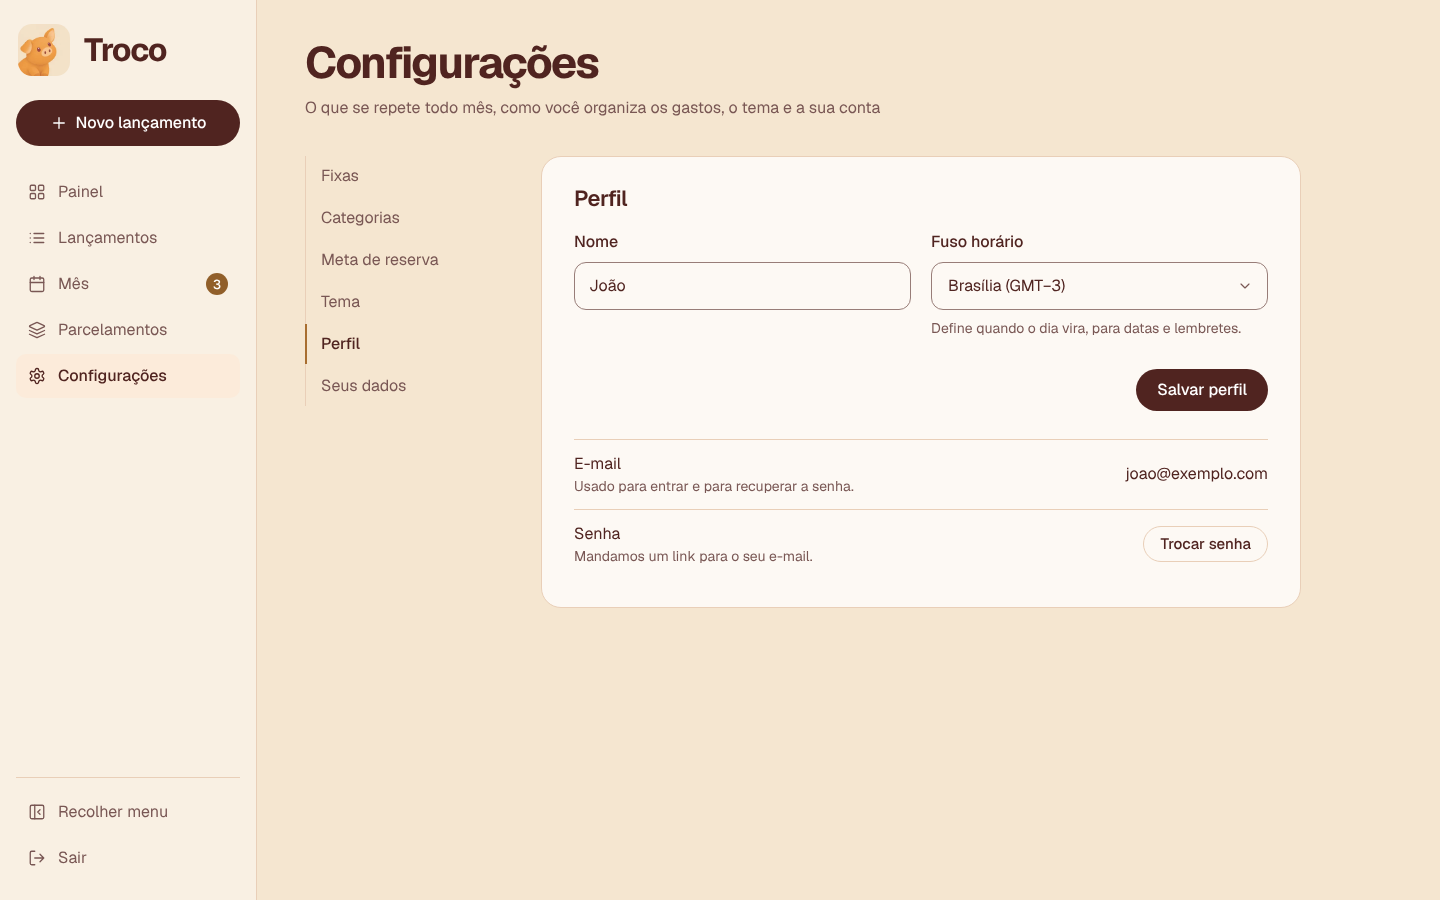 Troco
Novo lançamento
Painel
Lançamentos
Mês
3
Parcelamentos
Configurações
Recolher menu
Sair
Configurações
O que se repete todo mês, como você organiza os gastos, o tema e a sua conta
Fixas
Categorias
Meta de reserva
Tema
Perfil
Seus dados
Perfil
Nome
João
Fuso horário
Brasília (GMT−3)
Define quando o dia vira, para datas e lembretes.
Salvar perfil
E-mail
Usado para entrar e para recuperar a senha.
joao@exemplo.com
Senha
Mandamos um link para o seu e-mail.
Trocar senha